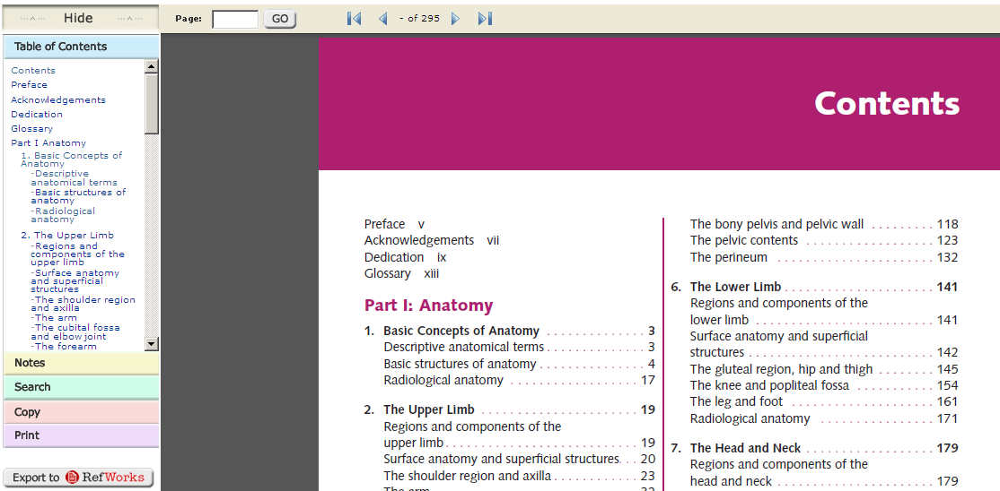 Hide
Page:
GO
- of 295
Table of Contents
Contents
Preface
Acknowledgements
Dedication
Glossary
Part I Anatomy
1. Basic Concepts of
Anatomy
-Descriptive
anatomical terms
-Basic structures of
anatomy
-Radiological
anatomy
2. The Upper Limb
-Regions and
components of the
upper limb
-Surface anatomy
and superficial
structures
-The shoulder region
and axilla
-The arm
-The cubital fossa
and elbow joint
-The forearm
Notes
Search
Copy
Print
Export to RefWorks
Contents
Preface v
Acknowledgements vii
Dedication ix
Glossary xiii
Part I: Anatomy
1. Basic Concepts of Anatomy . . . . . . . . . . . . . 3
Descriptive anatomical terms . . . . . . . . . . . . . 3
Basic structures of anatomy . . . . . . . . . . . . . . 4
Radiological anatomy . . . . . . . . . . . . . . . . . 17
2. The Upper Limb . . . . . . . . . . . . . . . . . . . . . 19
Regions and components of the
upper limb . . . . . . . . . . . . . . . . . . . . . . . . . . 19
Surface anatomy and superficial structures. . . 20
The shoulder region and axilla . . . . . . . . . . . . 23
The arm 32
The bony pelvis and pelvic wall . . . . . . . . . 118
The pelvic contents . . . . . . . . . . . . . . . . . . 123
The perineum . . . . . . . . . . . . . . . . . . . . . . 132
6. The Lower Limb . . . . . . . . . . . . . . . . . . . . 141
Regions and components of the
lower limb . . . . . . . . . . . . . . . . . . . . . . . . . 141
Surface anatomy and superficial
structures . . . . . . . . . . . . . . . . . . . . . . . . . . 142
The gluteal region, hip and thigh . . . . . . . . 145
The knee and popliteal fossa . . . . . . . . . . . 154
The leg and foot . . . . . . . . . . . . . . . . . . . . 161
Radiological anatomy . . . . . . . . . . . . . . . . 171
7. The Head and Neck . . . . . . . . . . . . . . . . . . 179
Regions and components of the
head and neck . . . . . . . . . . . . . . . . . . . . . . 179